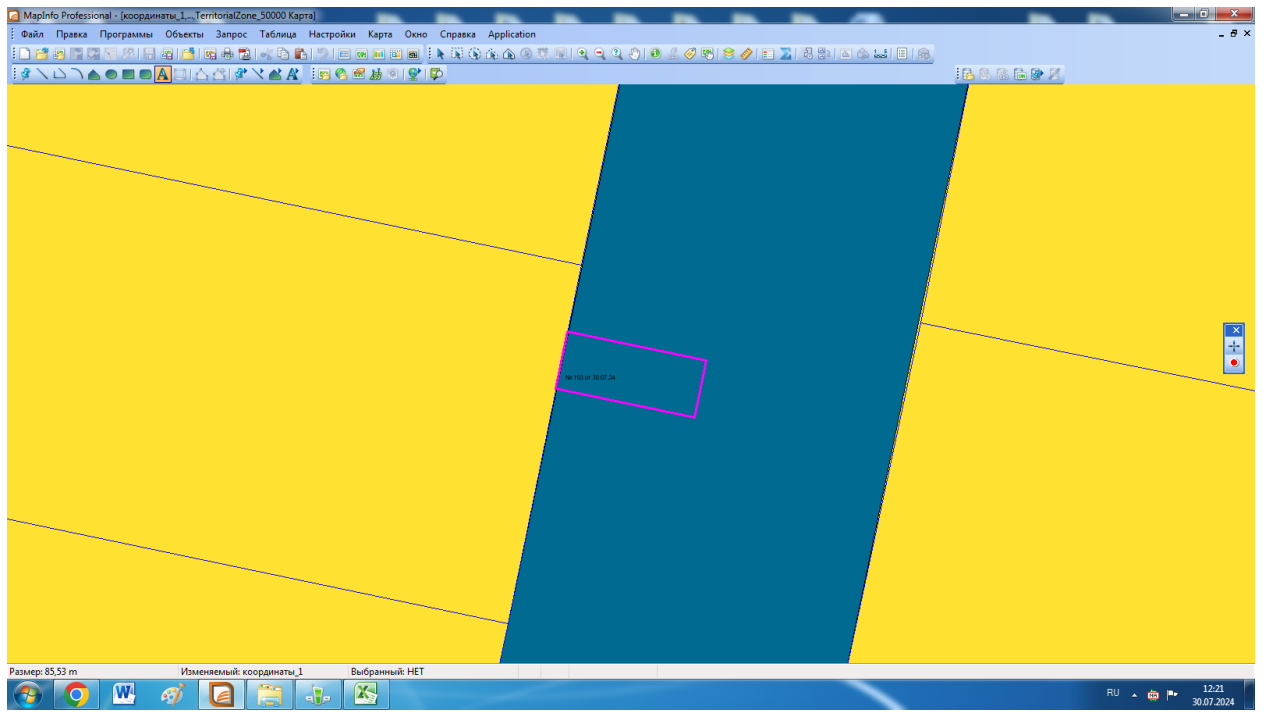 MapInfo Professional - [координаты_1,...,TerritorialZone_50000 Карта]
Файл Правка Программы Объекты Запрос Таблица Настройки Карта Окно Справка Application
№ 193 от 30.07.24
Размер: 85,53 m Изменяемый: координаты_1 Выбранный: НЕТ
RU 12:21
30.07.2024